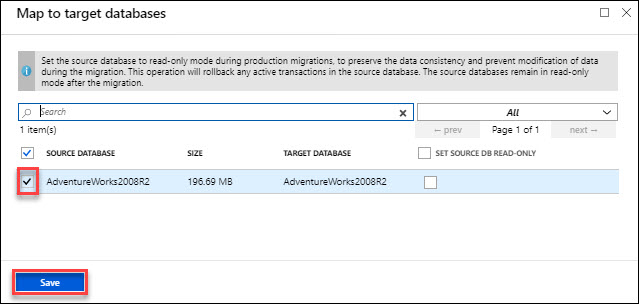 Map to target databases
Set the source database to read-only mode during production migrations, to preserve the data consistency and prevent modification of data
during the migration. This operation will rollback any active transactions in the source database. The source databases remain in read-only
mode after the migration.
Search
All
1 item(s)
← prev Page 1 of 1 next →
SOURCE DATABASE SIZE TARGET DATABASE SET SOURCE DB READ-ONLY
AdventureWorks2008R2 196.69 MB AdventureWorks2008R2
Save